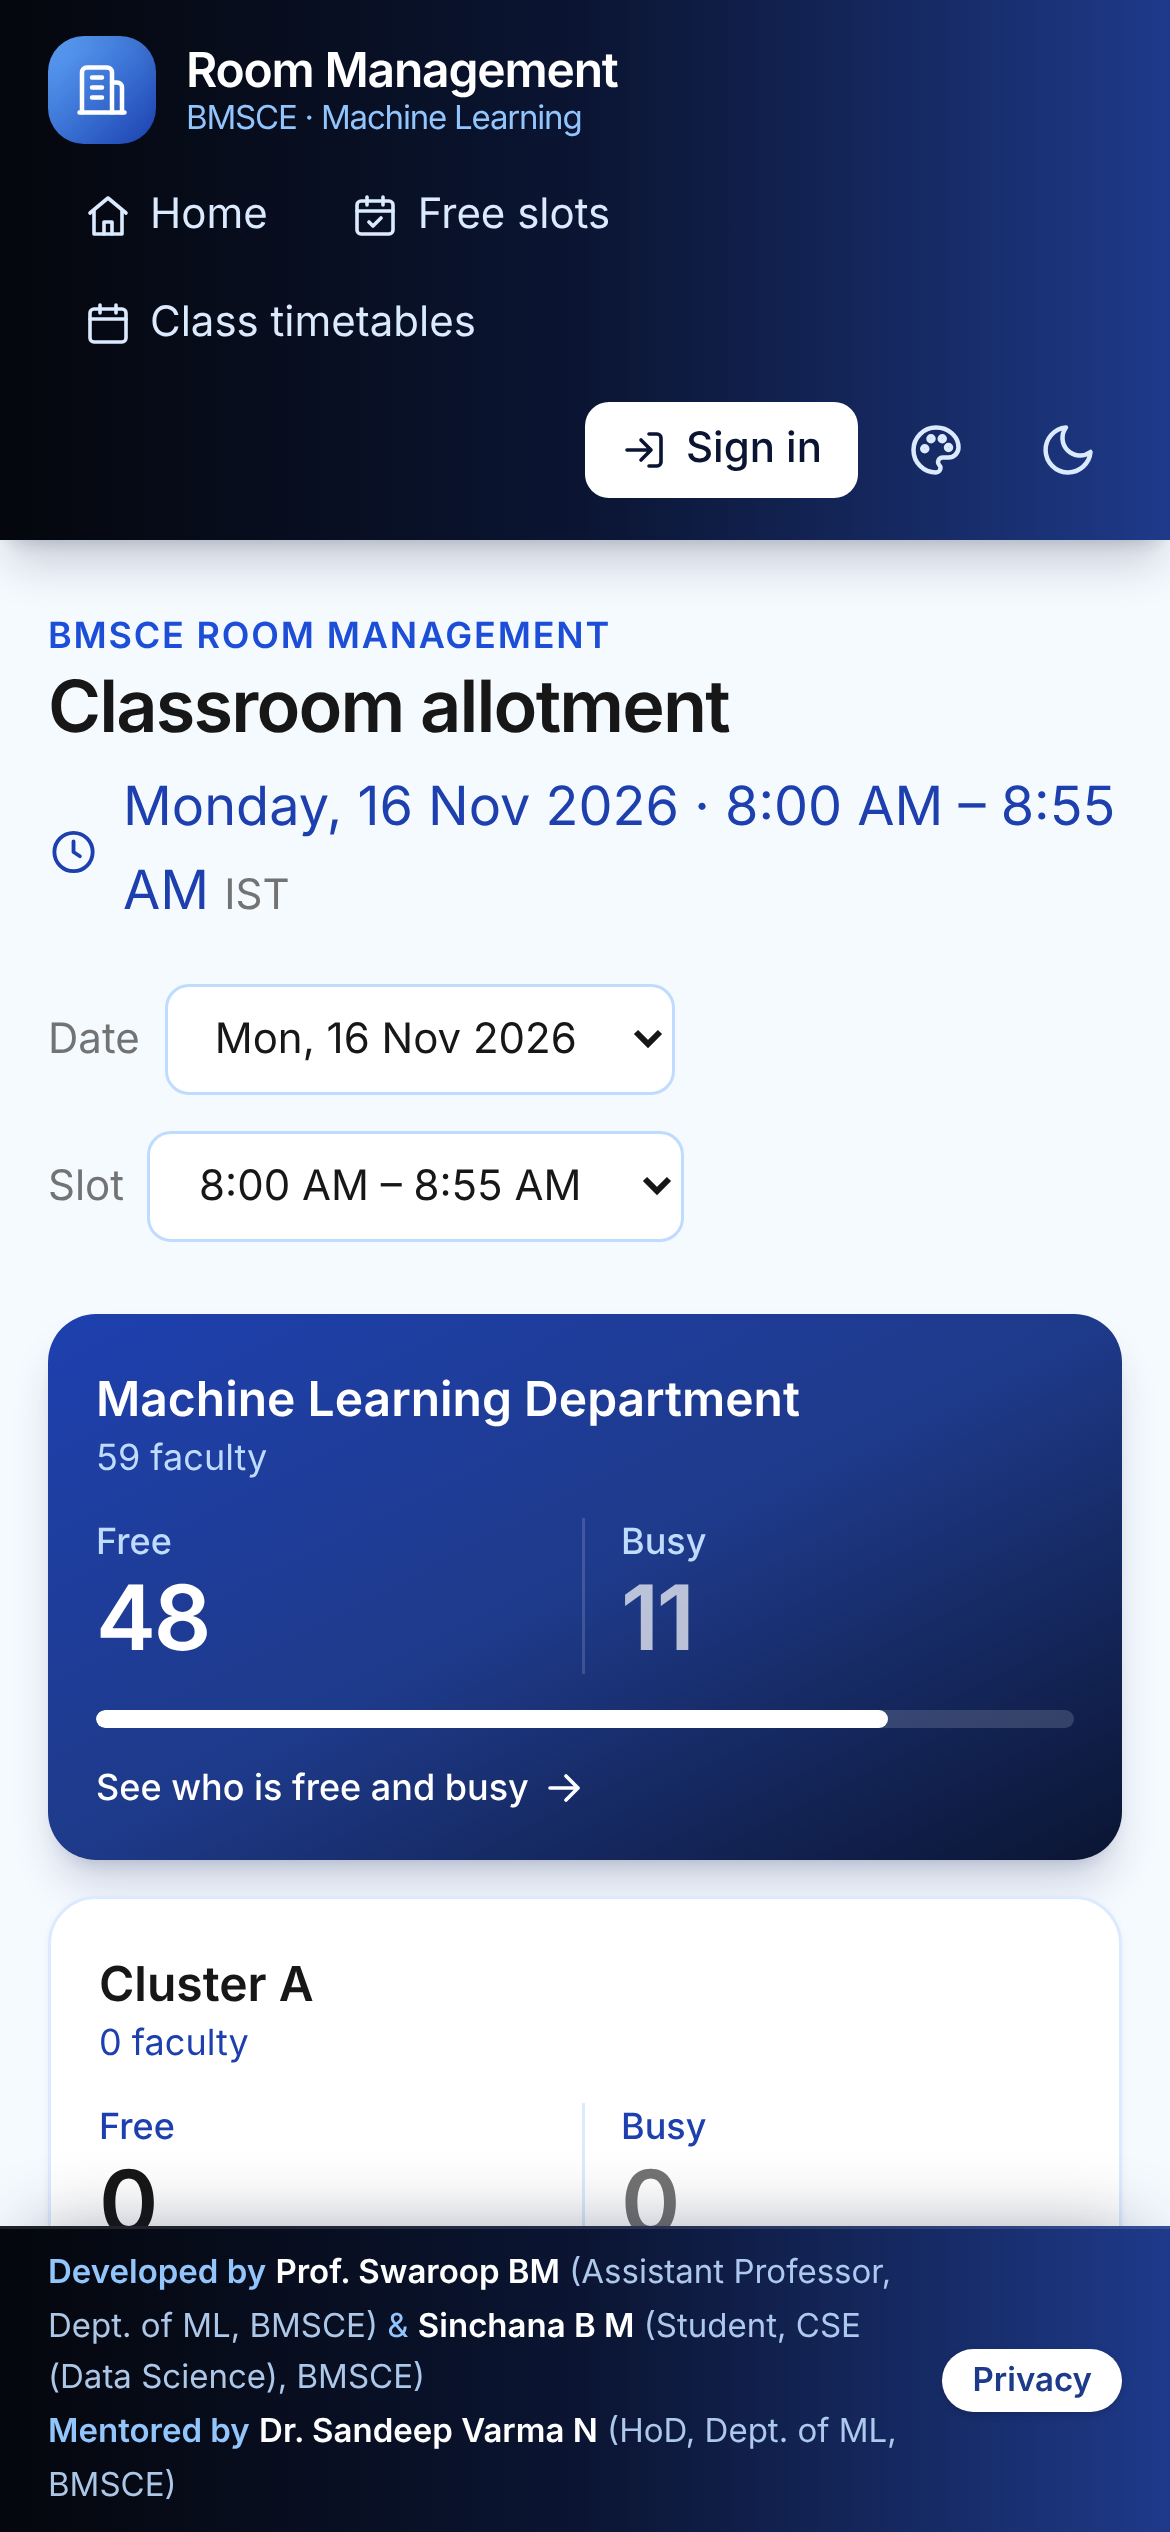 Room Management
BMSCE · Machine Learning
Home
Free slots
Class timetables
Sign in
BMSCE ROOM MANAGEMENT
Classroom allotment
Monday, 16 Nov 2026 · 8:00 AM – 8:55
AM IST
Date
Mon, 16 Nov 2026
Slot
8:00 AM – 8:55 AM
Machine Learning Department
59 faculty
Free
Busy
48
11
See who is free and busy →
Cluster A
0 faculty
Free
Busy
0
0
Developed by Prof. Swaroop BM (Assistant Professor,
Dept. of ML, BMSCE) & Sinchana B M (Student, CSE
(Data Science), BMSCE)
Mentored by Dr. Sandeep Varma N (HoD, Dept. of ML,
BMSCE)
Privacy